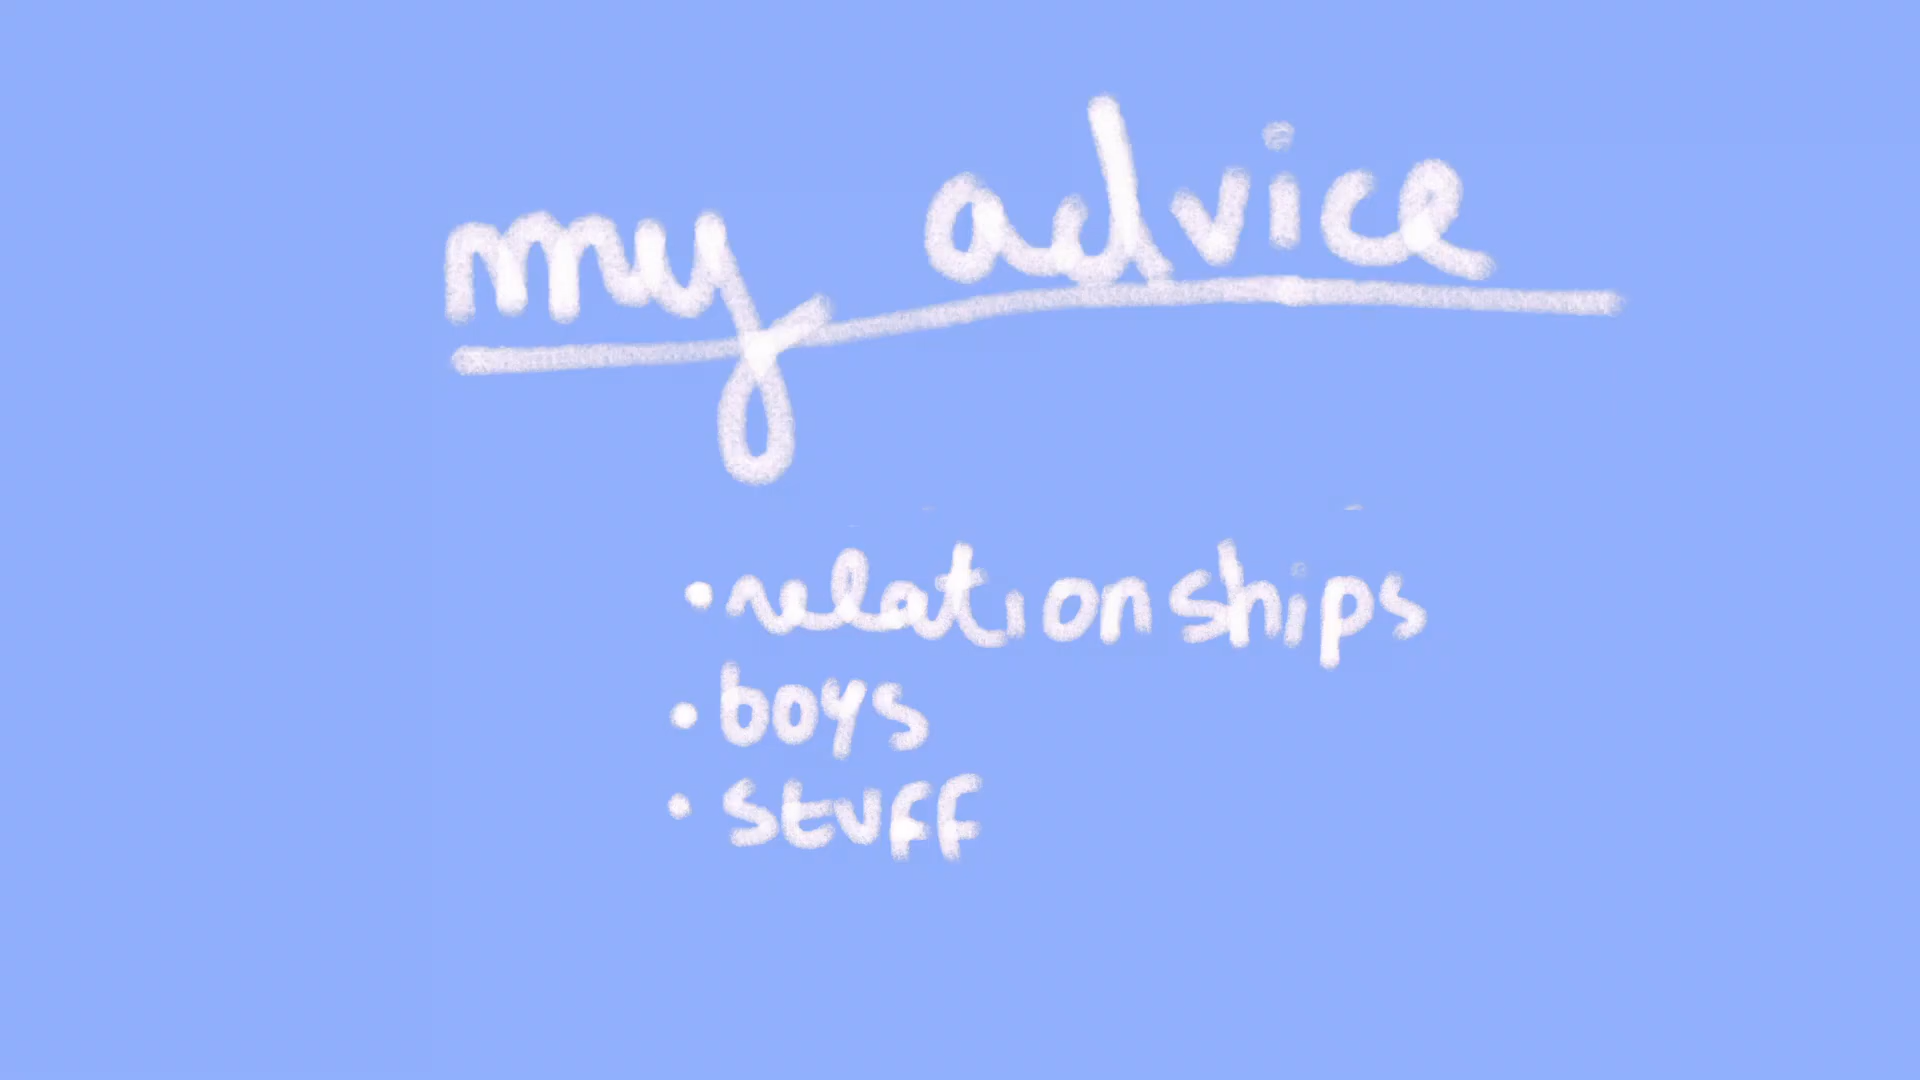 my advice
• relationships
• boys
• stuff